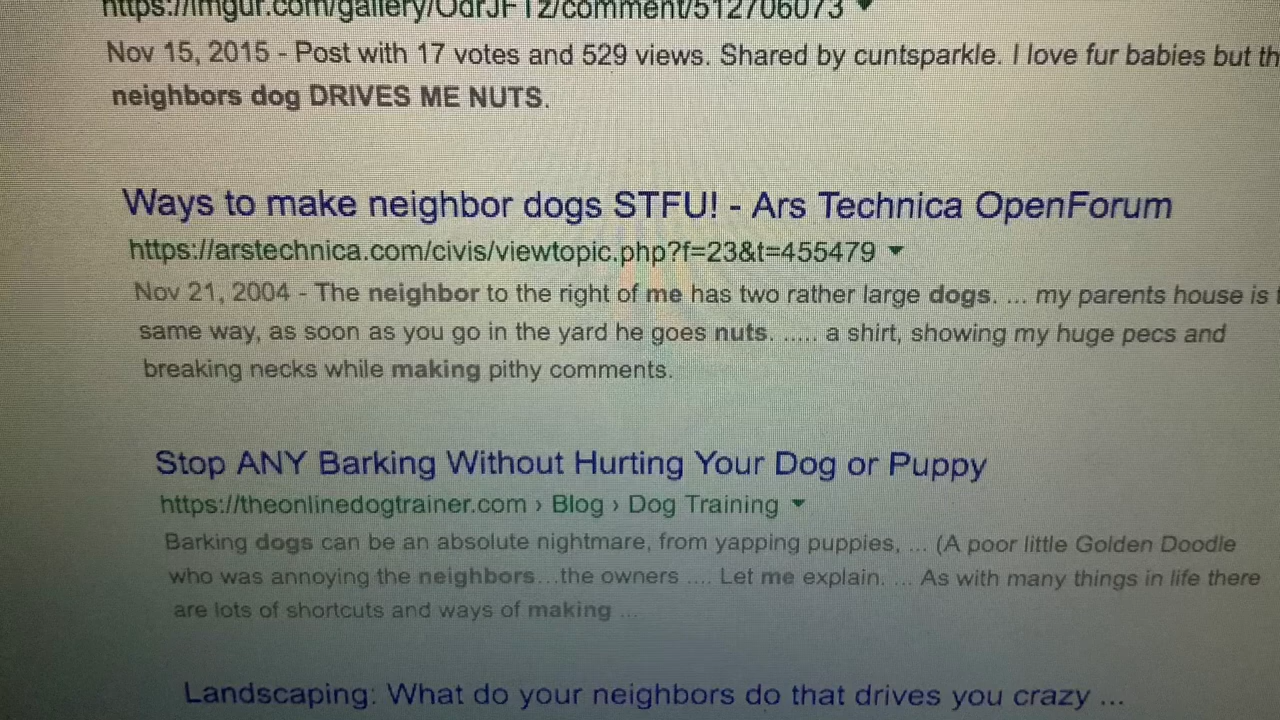 Nov 15, 2015 - Post with 17 votes and 529 views. Shared by cuntsparkle. I love fur babies but
neighbors dog DRIVES ME NUTS.
Ways to make neighbor dogs STFU! - Ars Technica OpenForum
https://arstechnica.com/civis/viewtopic.php?f=23&t=455479
Nov 21, 2004 - The neighbor to the right of me has two rather large dogs. ... my parents house is
same way, as soon as you go in the yard he goes nuts. ..... a shirt, showing my huge pecs and
breaking necks while making pithy comments.
Stop ANY Barking Without Hurting Your Dog or Puppy
https://theonlinedogtrainer.com › Blog › Dog Training
Barking dogs can be an absolute nightmare, from yapping puppies, ... (A poor little Golden Doodle
who was annoying the neighbors...the owners .... Let me explain. ... As with many things in life there
are lots of shortcuts and ways of making ...
Landscaping: What do your neighbors do that drives you crazy ...